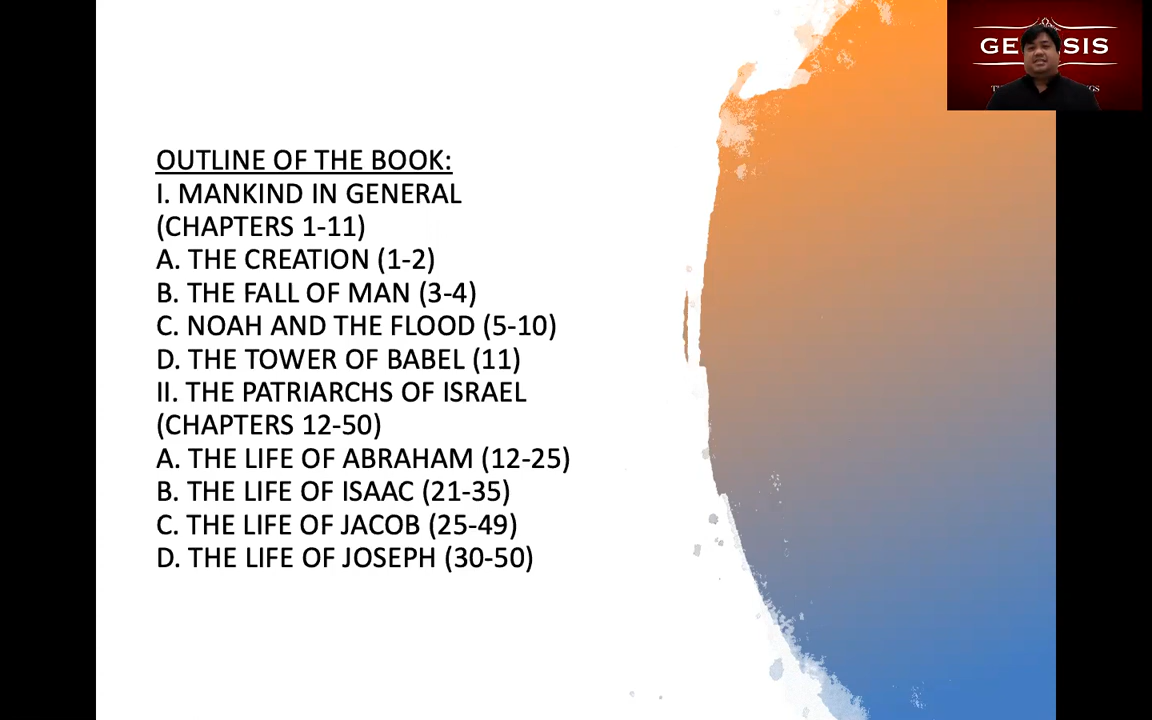 OUTLINE OF THE BOOK:
I. MANKIND IN GENERAL
(CHAPTERS 1-11)
A. THE CREATION (1-2)
B. THE FALL OF MAN (3-4)
C. NOAH AND THE FLOOD (5-10)
D. THE TOWER OF BABEL (11)
II. THE PATRIARCHS OF ISRAEL
(CHAPTERS 12-50)
A. THE LIFE OF ABRAHAM (12-25)
B. THE LIFE OF ISAAC (21-35)
C. THE LIFE OF JACOB (25-49)
D. THE LIFE OF JOSEPH (30-50)